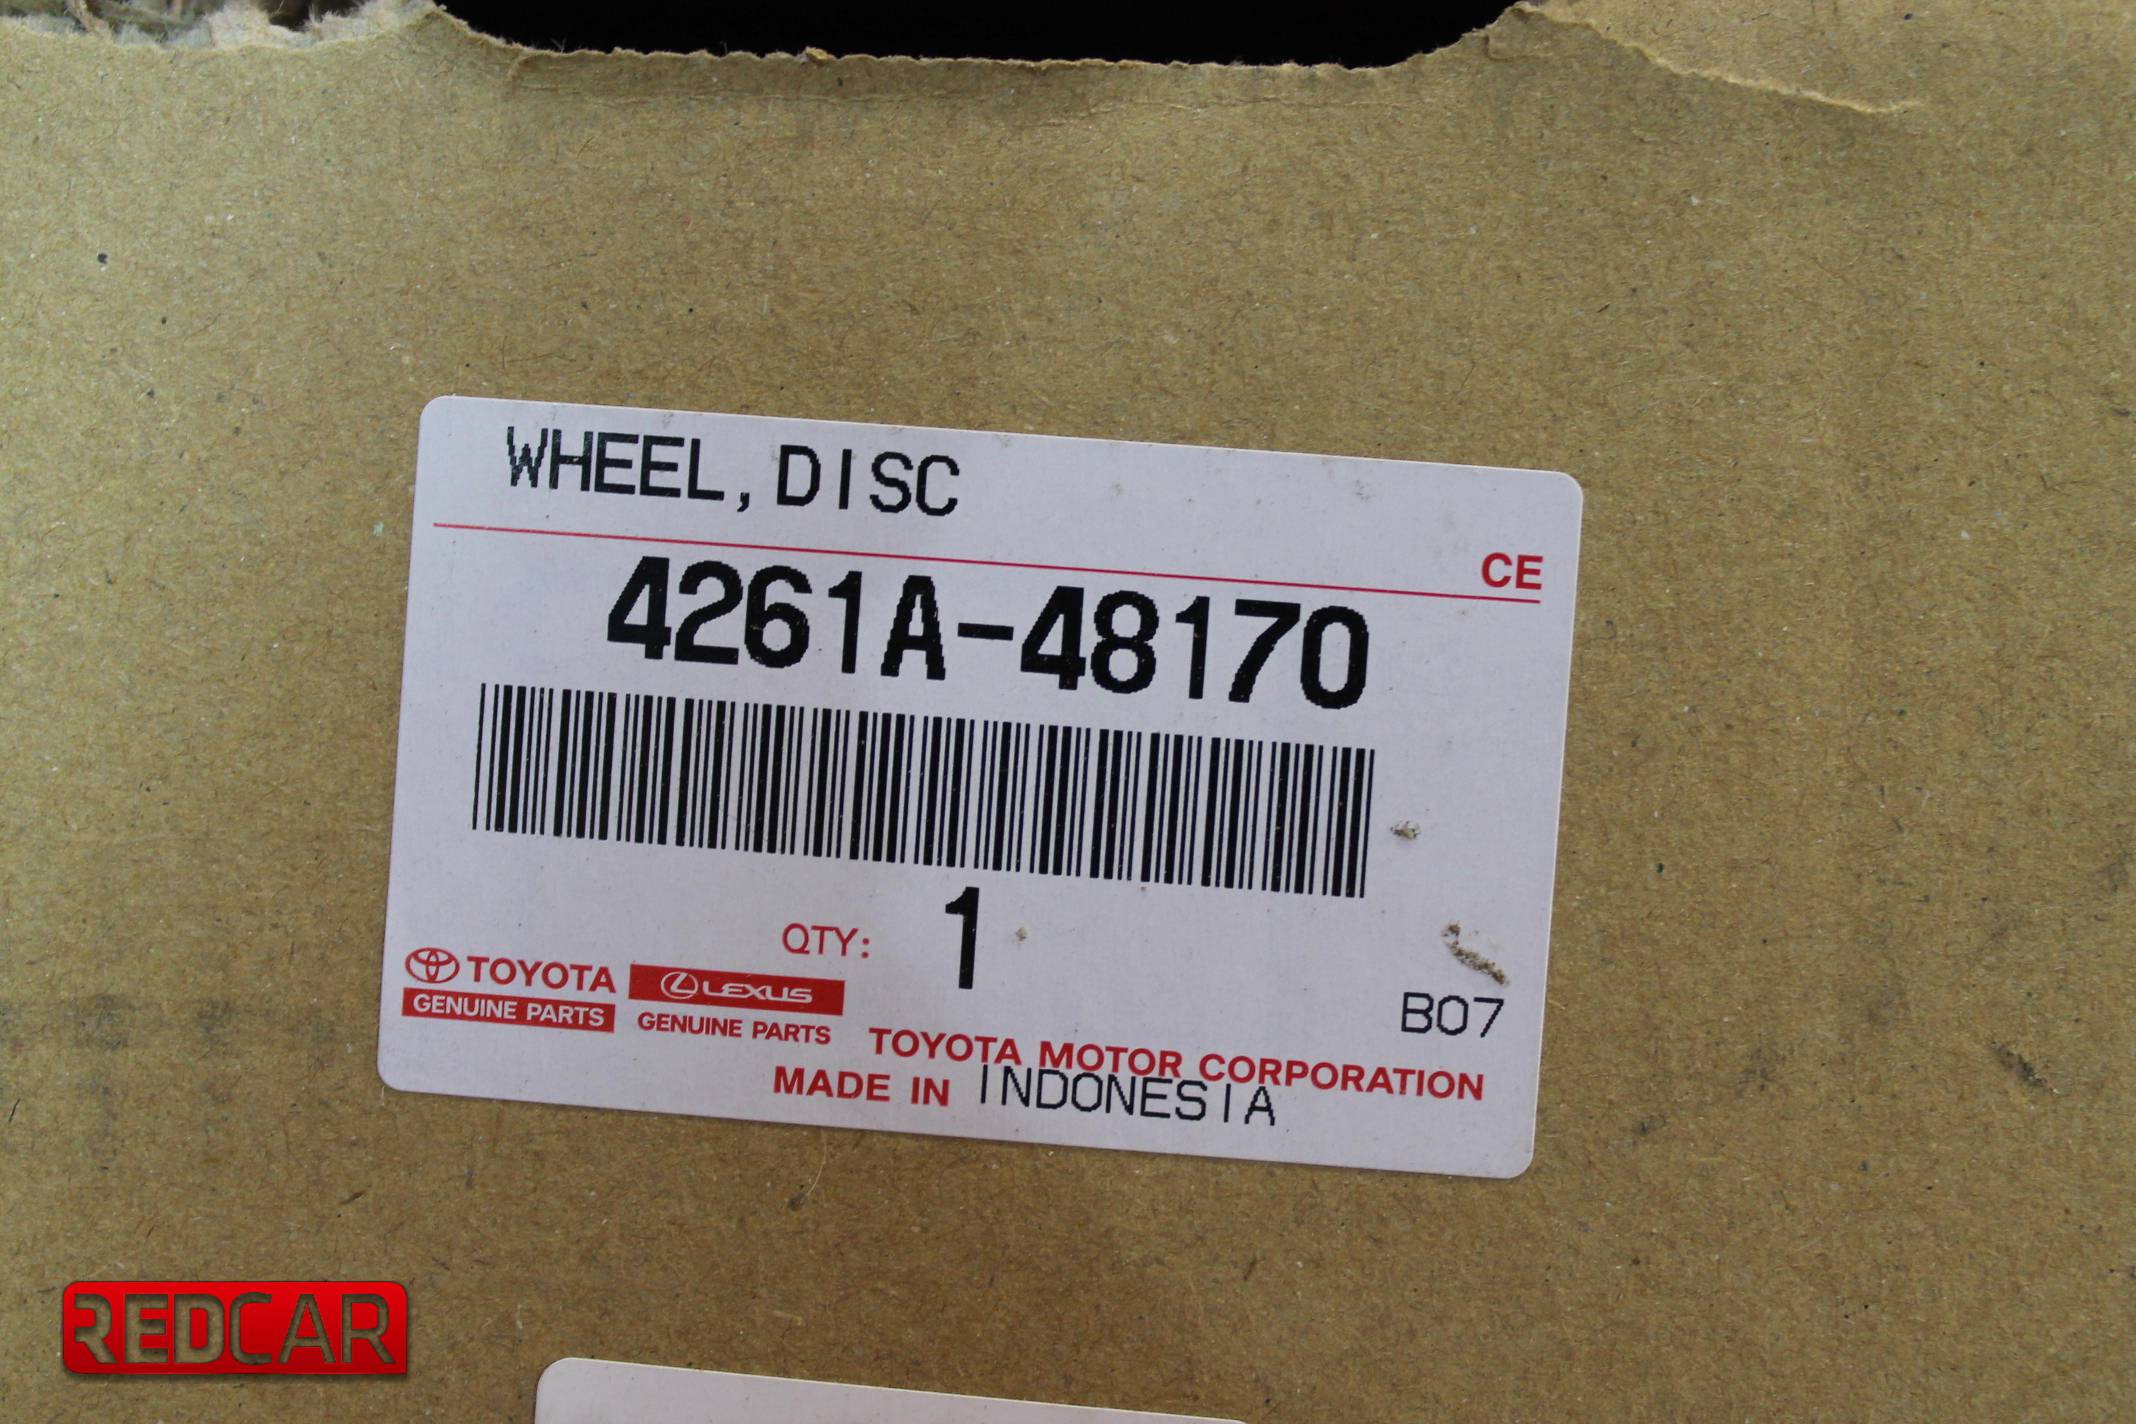 WHEEL,DISC
CE
4261A-48170
QTY: 1
TOYOTA
GENUINE PARTS
LEXUS
GENUINE PARTS
B07
TOYOTA MOTOR CORPORATION
MADE IN INDONESIA
REDCAR